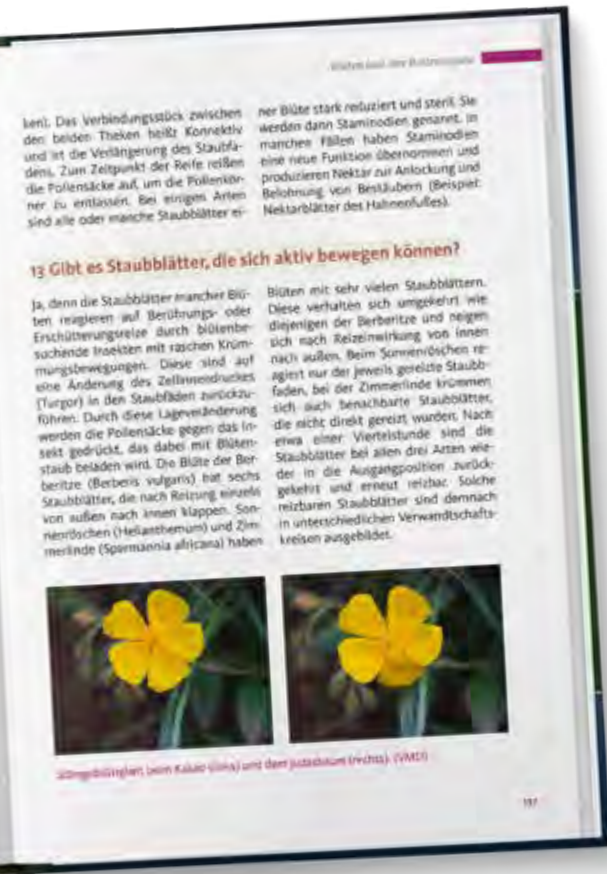 Blüten und ihre Bestandteile
ken). Das Verbindungsstück zwischen
den beiden Theken heißt Konnektiv
und ist die Verlängerung des Staubfa-
dens. Zum Zeitpunkt der Reife reißen
die Pollensäcke auf, um die Pollenkör-
ner zu entlassen. Bei einigen Arten
sind alle oder manche Staubblätter ei-
ner Blüte stark reduziert und steril. Sie
werden dann Staminodien genannt. In
manchen Fällen haben Staminodien
eine neue Funktion übernommen und
produzieren Nektar zur Anlockung und
Belohnung von Bestäubern (Beispiel:
Nektarblätter des Hahnenfußes).
13 Gibt es Staubblätter, die sich aktiv bewegen können?
Ja, denn die Staubblätter mancher Blü-
ten reagieren auf Berührungs- oder
Erschütterungsreize durch blütenbe-
suchende Insekten mit raschen Krüm-
mungsbewegungen. Diese sind auf
eine Änderung des Zellinnendruckes
(Turgor) in den Staubfäden zurückzu-
führen. Durch diese Lageveränderung
werden die Pollensäcke gegen das In-
sekt gedrückt, das dabei mit Blüten-
staub beladen wird. Die Blüte der Ber-
beritze (Berberis vulgaris) hat sechs
Staubblätter, die nach Reizung einzeln
von außen nach innen klappen. Son-
nenröschen (Helianthemum) und Zim-
merlinde (Sparmannia africana) haben
Blüten mit sehr vielen Staubblättern.
Diese verhalten sich umgekehrt wie
diejenigen der Berberitze und neigen
sich nach Reizeinwirkung von innen
nach außen. Beim Sonnenröschen re-
agiert nur der jeweils gereizte Staub-
faden, bei der Zimmerlinde krümmen
sich auch benachbarte Staubblätter,
die nicht direkt gereizt wurden. Nach
etwa einer Viertelstunde sind die
Staubblätter bei allen drei Arten wie-
der in die Ausgangposition zurück-
gekehrt und erneut reizbar. Solche
reizbaren Staubblätter sind demnach
in unterschiedlichen Verwandtschafts-
kreisen ausgebildet.
Stängelblütigkeit beim Kakao (links) und dem Judasbaum (rechts). (VMD)